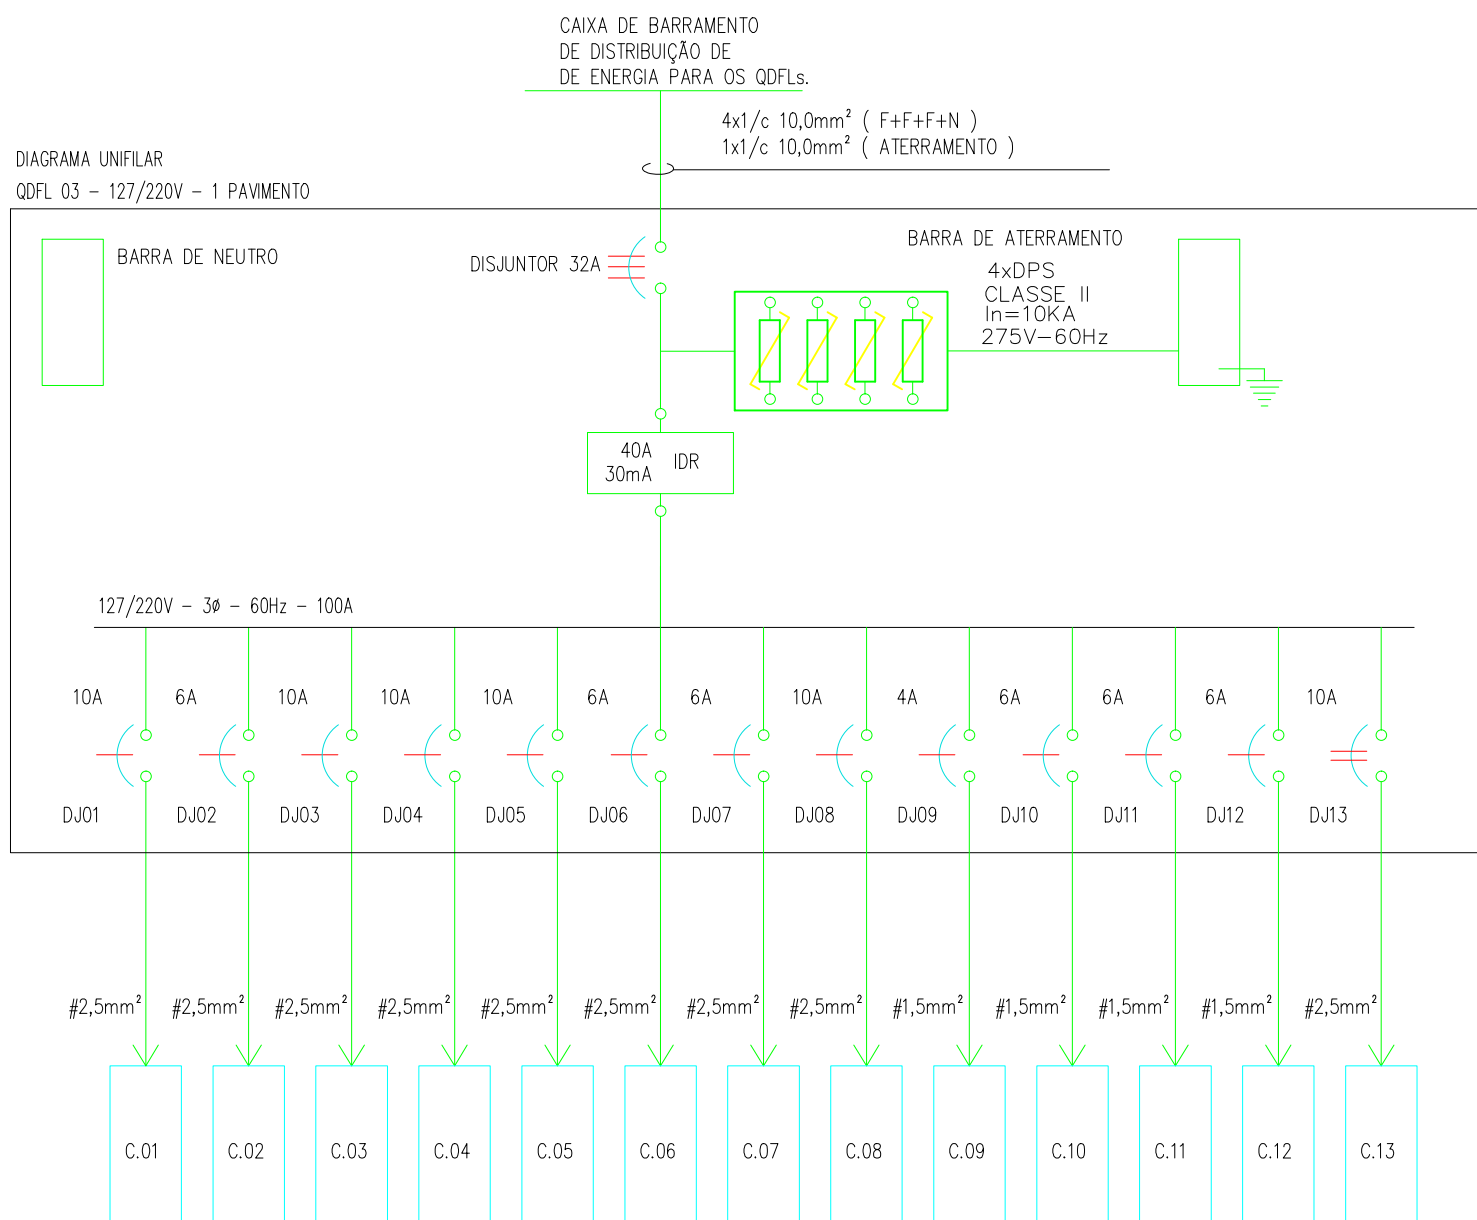 CAIXA DE BARRAMENTO
DE DISTRIBUIÇÃO DE
DE ENERGIA PARA OS QDFLs.
4x1/c 10,0mm² ( F+F+F+N )
1x1/c 10,0mm² ( ATERRAMENTO )
DIAGRAMA UNIFILAR
QDFL 03 – 127/220V – 1 PAVIMENTO
BARRA DE NEUTRO
DISJUNTOR 32A
BARRA DE ATERRAMENTO
4xDPS
CLASSE II
In=10KA
275V–60Hz
40A
30mA
IDR
127/220V – 3ø – 60Hz – 100A
10A 6A 10A 10A 10A 6A 6A 10A 4A 6A 6A 6A 10A
DJ01 DJ02 DJ03 DJ04 DJ05 DJ06 DJ07 DJ08 DJ09 DJ10 DJ11 DJ12 DJ13
#2,5mm² #2,5mm² #2,5mm² #2,5mm² #2,5mm² #2,5mm² #2,5mm² #2,5mm² #1,5mm² #1,5mm² #1,5mm² #1,5mm² #2,5mm²
C.01 C.02 C.03 C.04 C.05 C.06 C.07 C.08 C.09 C.10 C.11 C.12 C.13